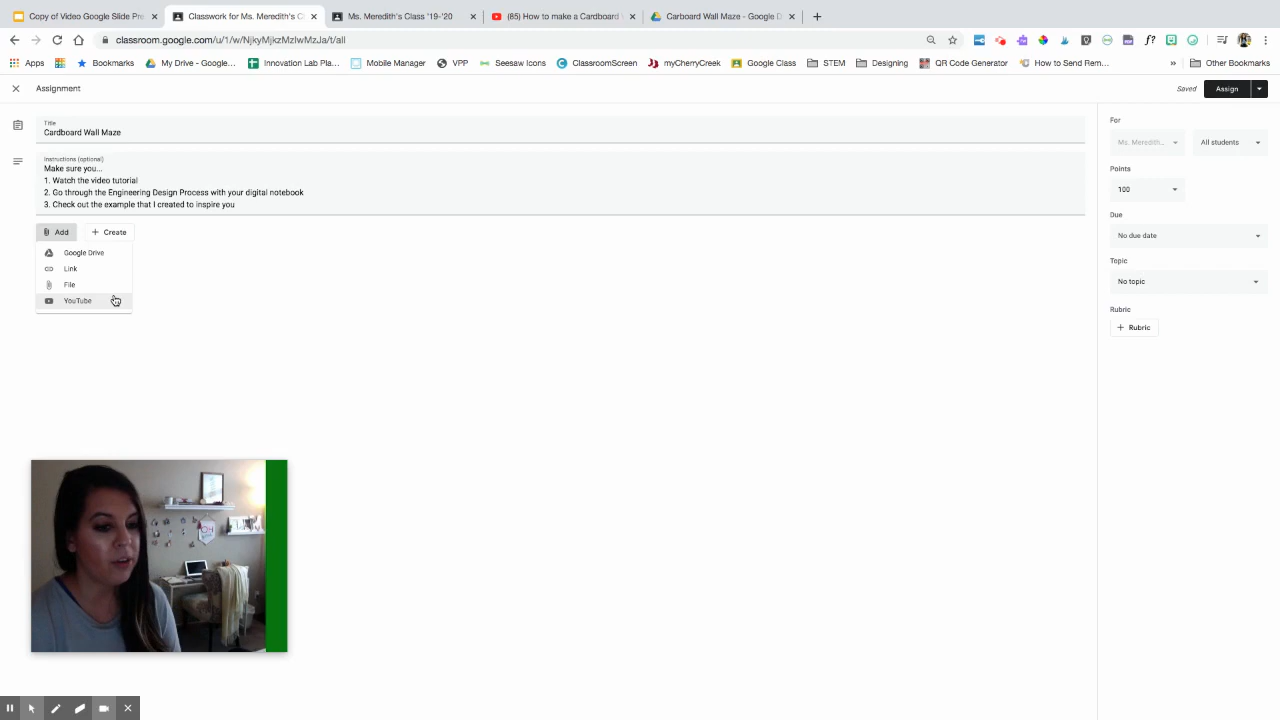 Copy of Video Google Slide Pre
Classwork for Ms. Meredith's C
Ms. Meredith's Class '19-'20
(85) How to make a Cardboard
Carboard Wall Maze - Google D
classroom.google.com/u/1/w/NjkyMjkzMzIwMzJa/t/all
Apps
Bookmarks
My Drive - Google...
Innovation Lab Pla...
Mobile Manager
VPP
Seesaw Icons
ClassroomScreen
myCherryCreek
Google Class
STEM
Designing
QR Code Generator
How to Send Rem...
»
Other Bookmarks
Assignment
Saved
Assign
Title
Cardboard Wall Maze
Instructions (optional)
Make sure you...
1. Watch the video tutorial
2. Go through the Engineering Design Process with your digital notebook
3. Check out the example that I created to inspire you
Add
Create
Google Drive
Link
File
YouTube
For
Ms. Meredith...
All students
Points
100
Due
No due date
Topic
No topic
Rubric
Rubric